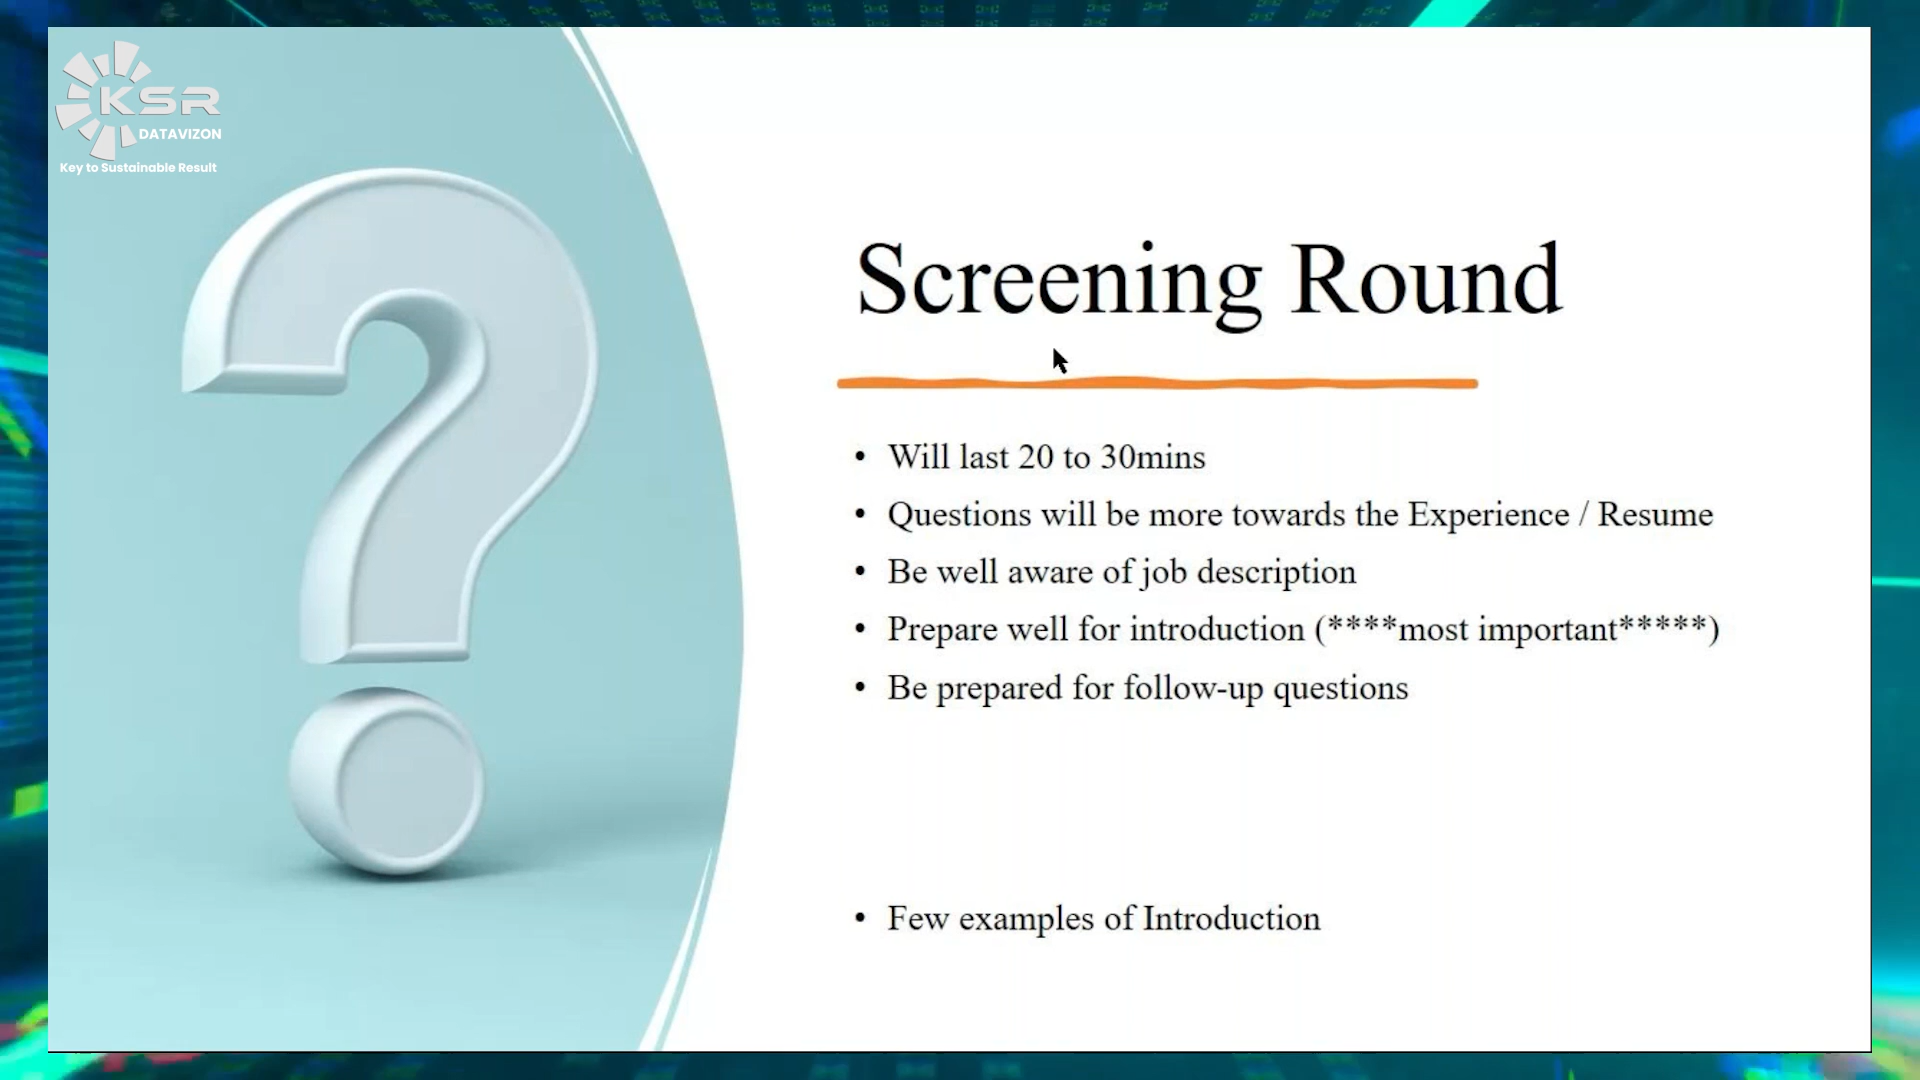 KSR
DATAVIZON
Key to Sustainable Result
Screening Round
• Will last 20 to 30mins
• Questions will be more towards the Experience / Resume
• Be well aware of job description
• Prepare well for introduction (****most important*****)
• Be prepared for follow-up questions
• Few examples of Introduction